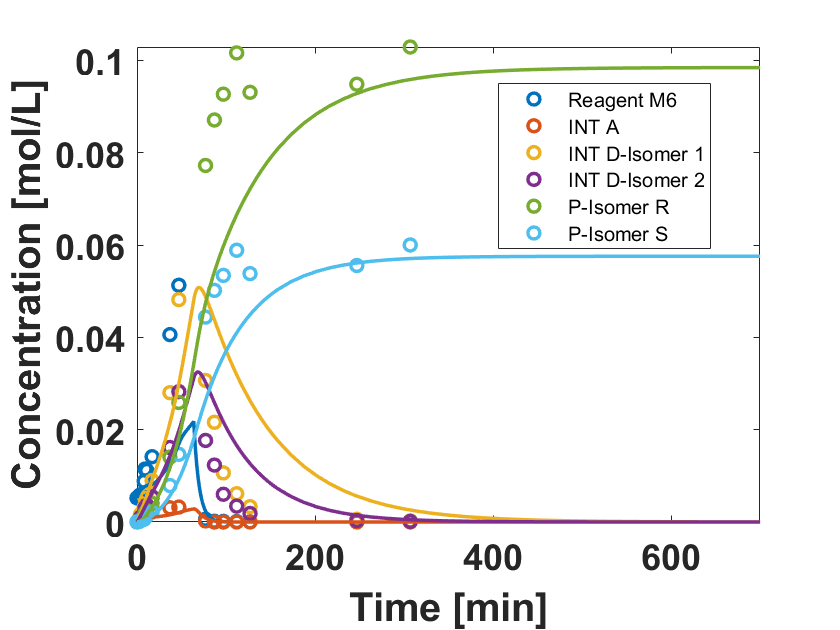 Concentration [mol/L]
0.1
0.08
0.06
0.04
0.02
0
0 200 400 600
Time [min]
Reagent M6
INT A
INT D-Isomer 1
INT D-Isomer 2
P-Isomer R
P-Isomer S